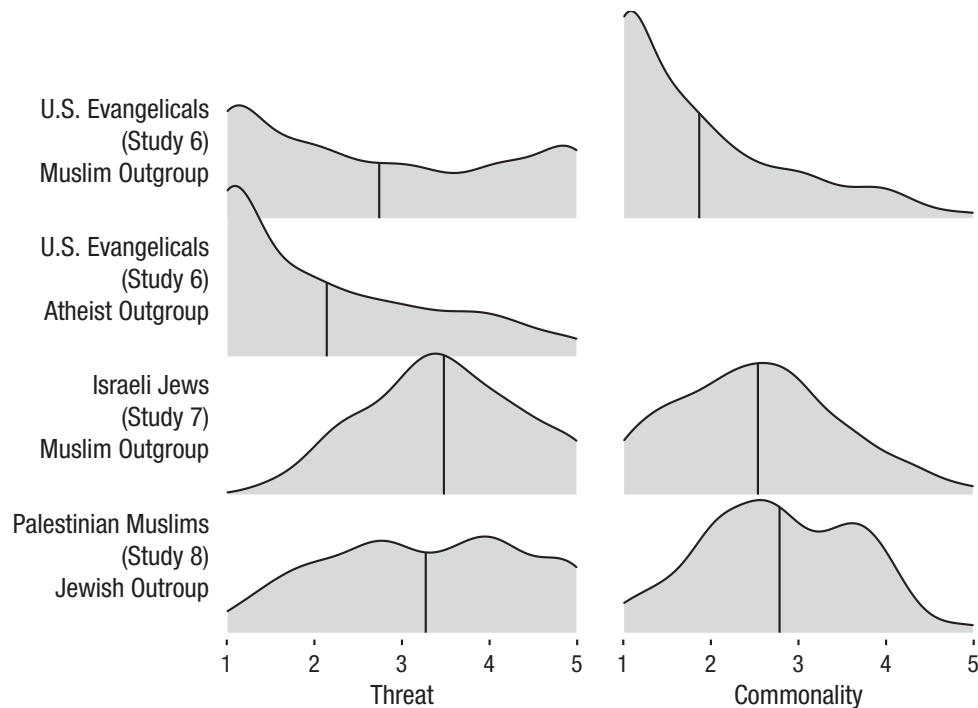 U.S. Evangelicals
(Study 6)
Muslim Outgroup
U.S. Evangelicals
(Study 6)
Atheist Outgroup
Israeli Jews
(Study 7)
Muslim Outgroup
Palestinian Muslims
(Study 8)
Jewish Outroup
1 2 3 4 5
Threat
1 2 3 4 5
Commonality